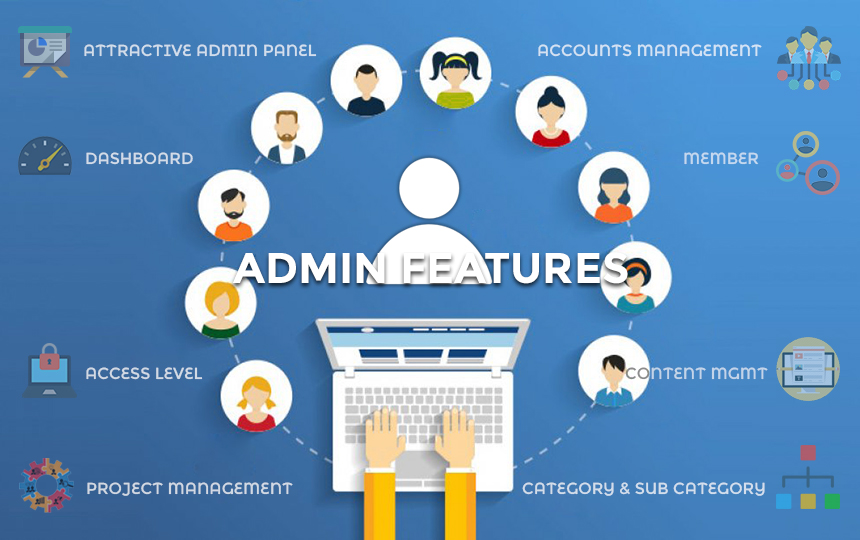 ATTRACTIVE ADMIN PANEL
ACCOUNTS MANAGEMENT
DASHBOARD
MEMBER
ADMIN FEATURES
ACCESS LEVEL
CONTENT MGMT
PROJECT MANAGEMENT
CATEGORY & SUB CATEGORY